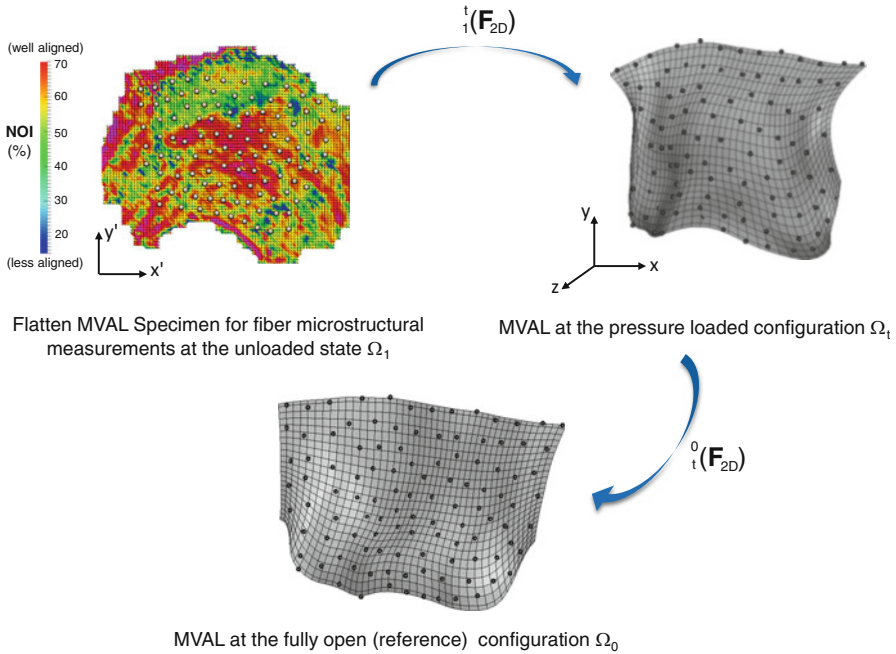 (well aligned)
NOI
(%)
70
60
50
40
30
20
(less aligned)
y'
x'
t
1(F2D)
y
x
z
Flatten MVAL Specimen for fiber microstructural
measurements at the unloaded state Ω1
MVAL at the pressure loaded configuration Ωt
0
t(F2D)
MVAL at the fully open (reference) configuration Ω0